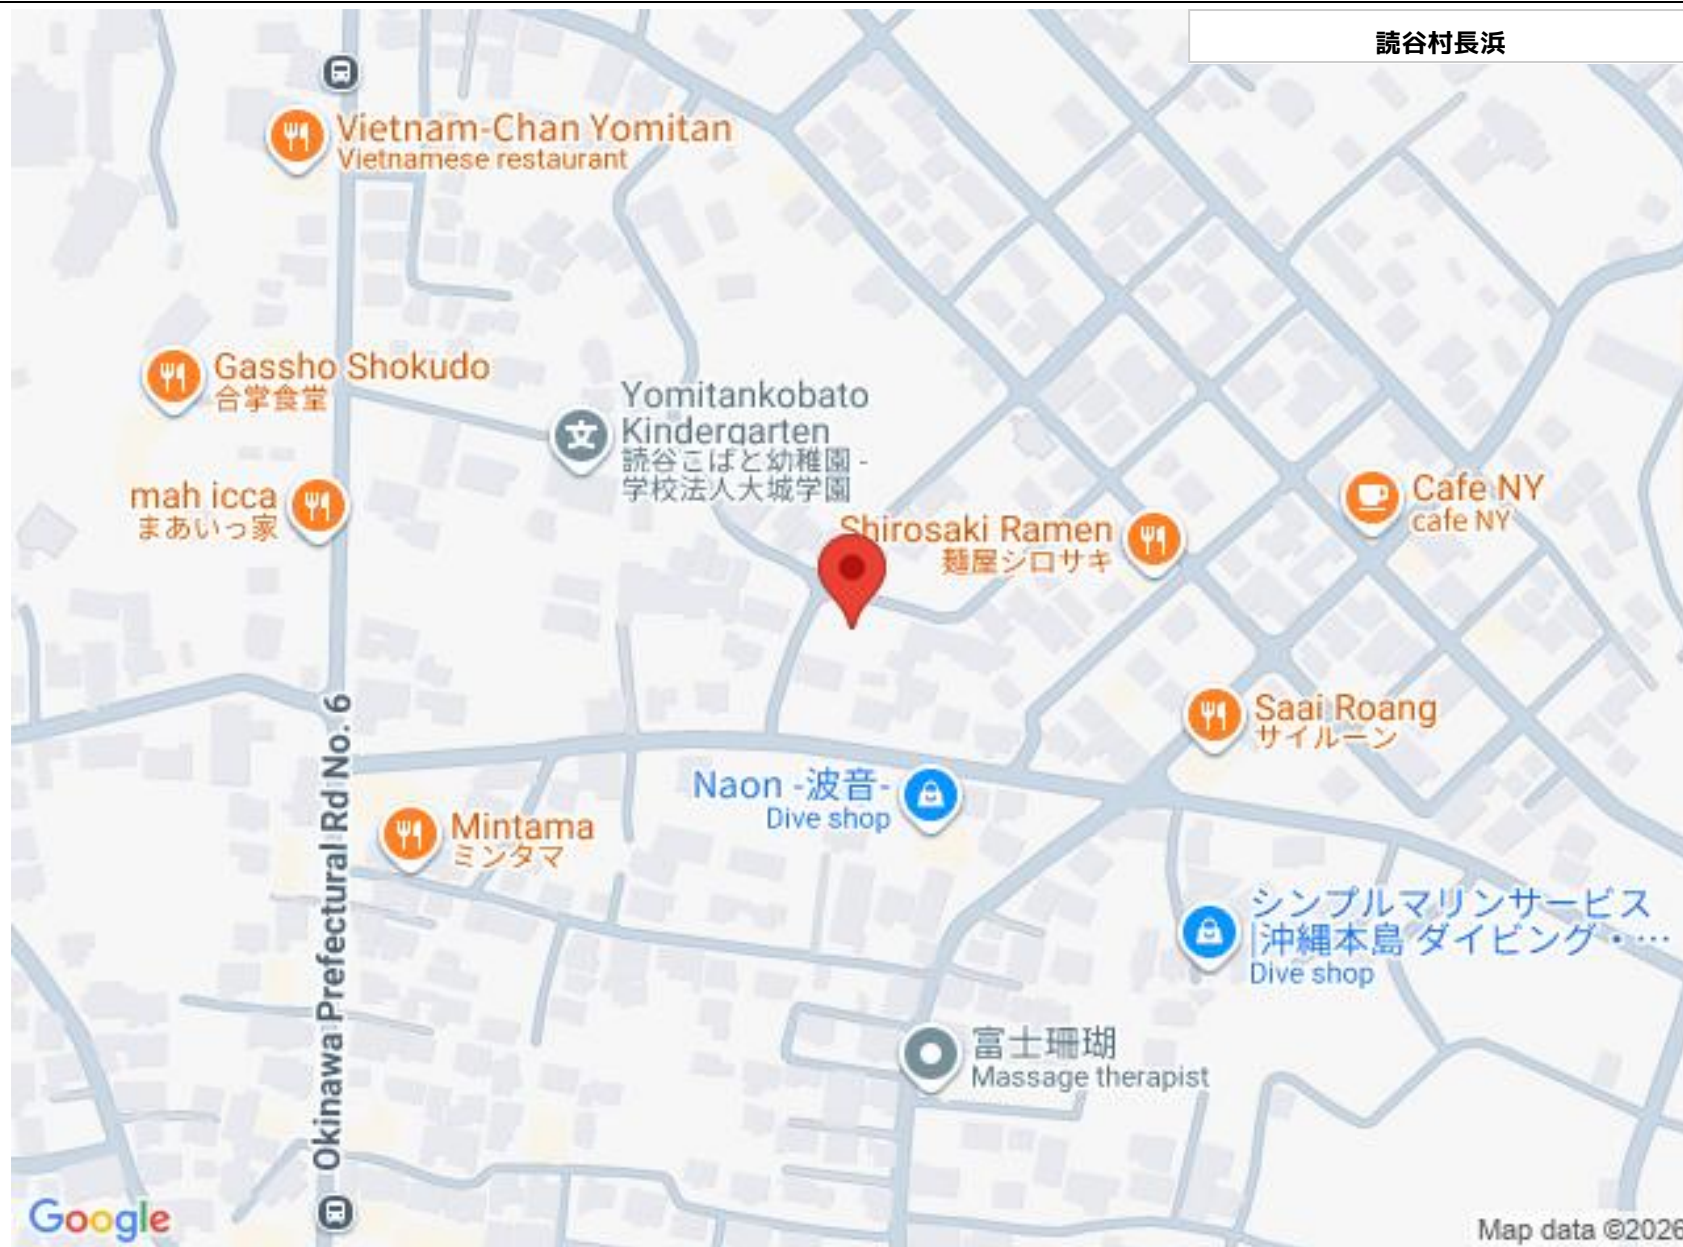 読谷村長浜
Vietnam-Chan Yomitan
Vietnamese restaurant
Gassho Shokudo
合掌食堂
Yomitankobato
Kindergarten
読谷こばと幼稚園 -
学校法人大城学園
mah icca
まあいっ家
Shirosaki Ramen
麺屋シロサキ
Cafe NY
cafe NY
Saai Roang
サイルーン
Okinawa Prefectural Rd No. 6
Naon -波音-
Dive shop
Mintama
ミンタマ
シンプルマリンサービス
|沖縄本島 ダイビング・…
Dive shop
富士珊瑚
Massage therapist
Google
Map data ©2026